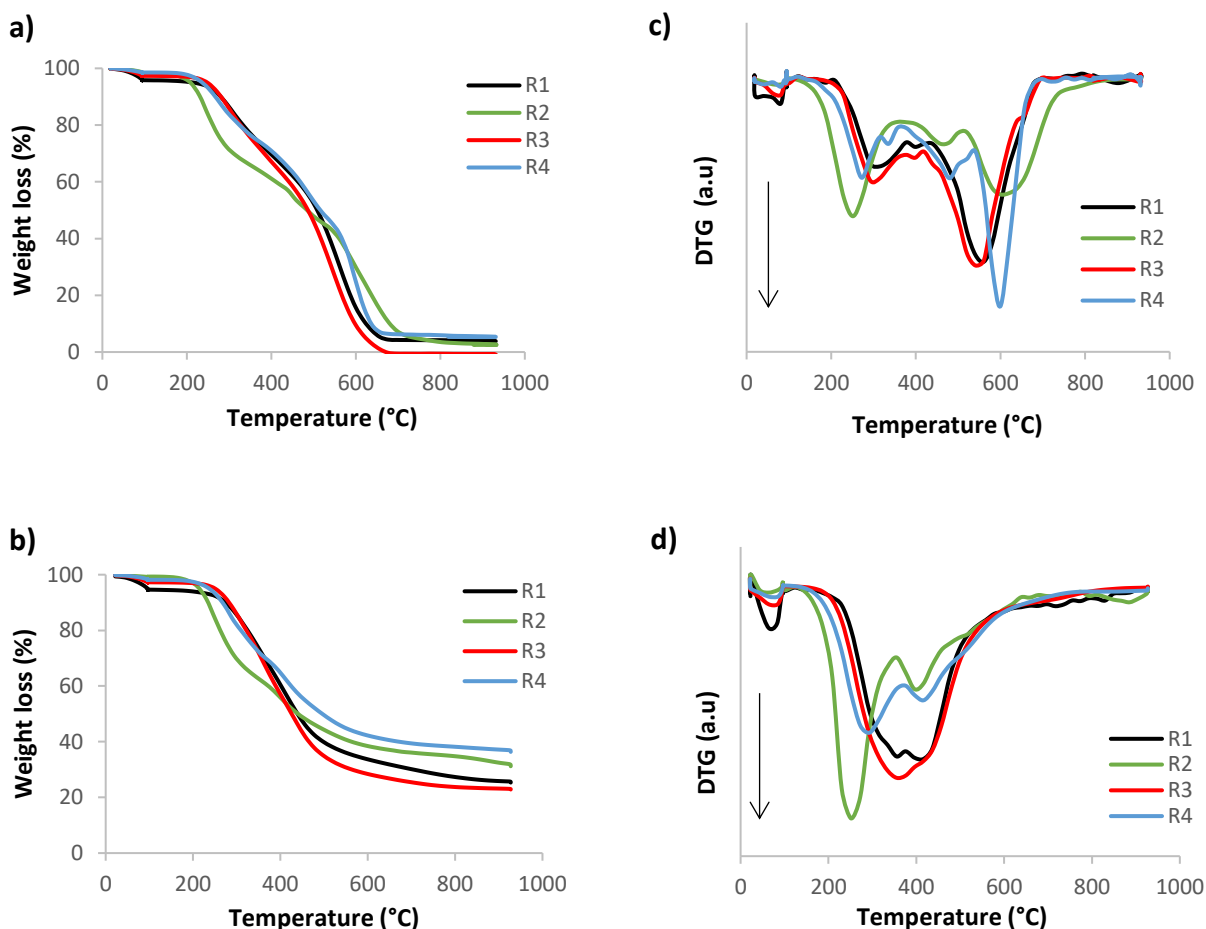 a)
Weight loss (%)
100
80
60
40
20
0
0 200 400 600 800 1000
Temperature (°C)
R1
R2
R3
R4
c)
DTG (a.u)
0 200 400 600 800 1000
Temperature (°C)
R1
R2
R3
R4
b)
Weight loss (%)
100
80
60
40
20
0
0 200 400 600 800 1000
Temperature (°C)
R1
R2
R3
R4
d)
DTG (a.u)
0 200 400 600 800 1000
Temperature (°C)
R1
R2
R3
R4